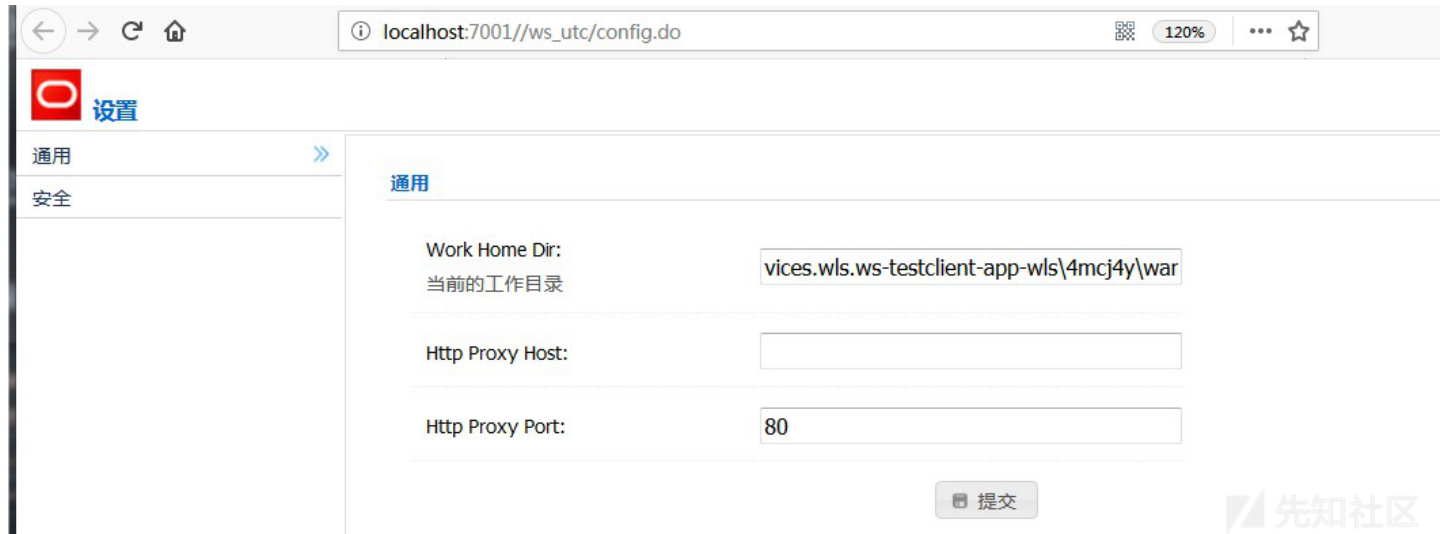 localhost:7001//ws_utc/config.do
120%
设置
通用
安全
通用
Work Home Dir:
当前的工作目录
vices.wls.ws-testclient-app-wls\4mcj4y\war
Http Proxy Host:
Http Proxy Port:
80
提交
先知社区